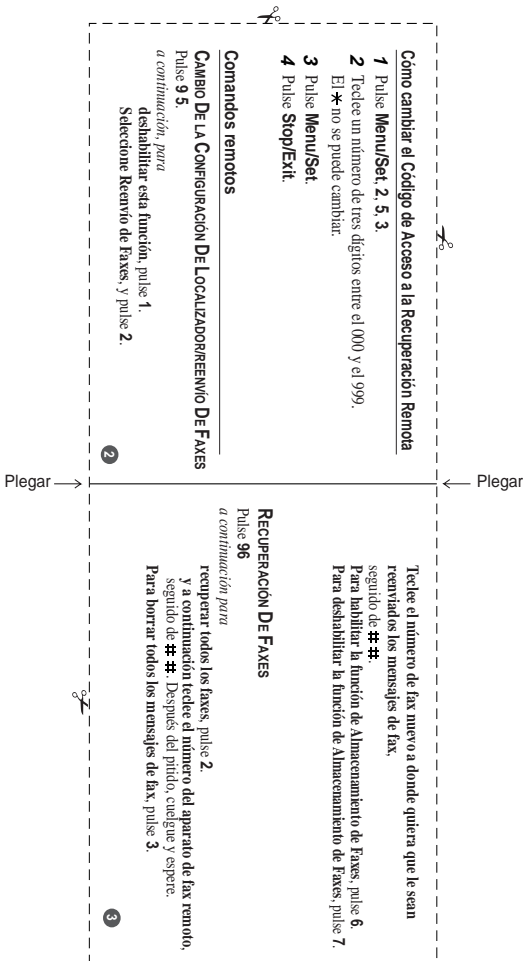 Cómo cambiar el Código de Acceso a la Recuperación Remota
1 Pulse Menu/Set, 2, 5, 3.
2 Teclee un número de tres dígitos entre el 000 y el 999.
El * no se puede cambiar.
3 Pulse Menu/Set.
4 Pulse Stop/Exit.
Comandos remotos
CAMBIO DE LA CONFIGURACIÓN DE LOCALIZADOR/REENVÍO DE FAXES
Pulse 9 5.
a continuación, para
deshabilitar esta función, pulse 1.
Seleccione Reenvío de Faxes, y pulse 2.
2
Plegar
Plegar
Teclee el número de fax nuevo a donde quiera que le sean
reenviados los mensajes de fax,
seguido de # #.
Para habilitar la función de Almacenamiento de Faxes, pulse 6.
Para deshabilitar la función de Almacenamiento de Faxes, pulse 7.
RECUPERACIÓN DE FAXES
Pulse 96
a continuación para
recuperar todos los faxes, pulse 2.
y a continuación teclee el número del aparato de fax remoto,
seguido de # #. Después del pitido, cuelgue y espere.
Para borrar todos los mensajes de fax, pulse 3.
3